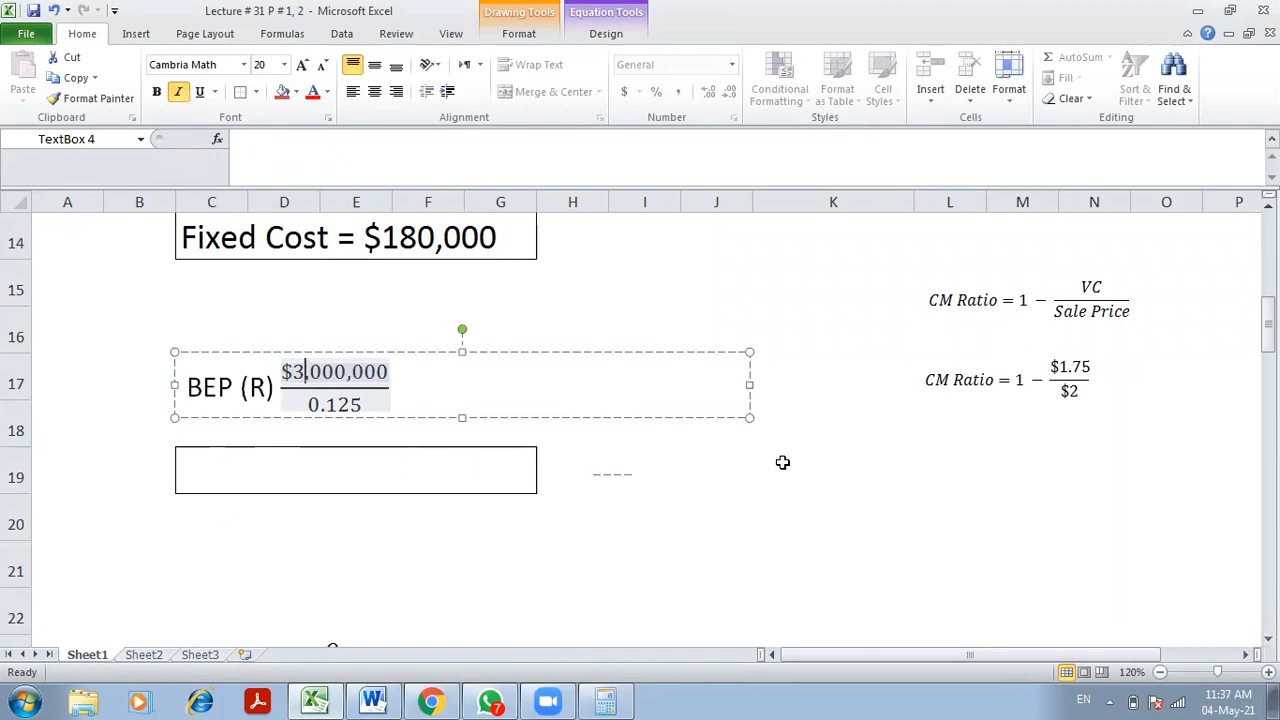 Lecture # 31 P # 1, 2 - Microsoft Excel
Drawing Tools
Equation Tools
File
Home
Insert
Page Layout
Formulas
Data
Review
View
Format
Design
Paste
Cut
Copy
Format Painter
Clipboard
Cambria Math
20
B I U
Font
Wrap Text
Merge & Center
Alignment
General
$ % ,
Number
Conditional Formatting
Format as Table
Cell Styles
Styles
Insert
Delete
Format
Cells
AutoSum
Fill
Clear
Sort & Filter
Find & Select
Editing
TextBox 4
fx
A B C D E F G H I J K L M N O P
14
15
16
17
18
19
20
21
22
Fixed Cost = $180,000
CM Ratio = 1 − VC / Sale Price
BEP (R) $3,000,000 / 0.125
CM Ratio = 1 − $1.75 / $2
Sheet1
Sheet2
Sheet3
Ready
120%
7
EN
11:37 AM
04-May-21